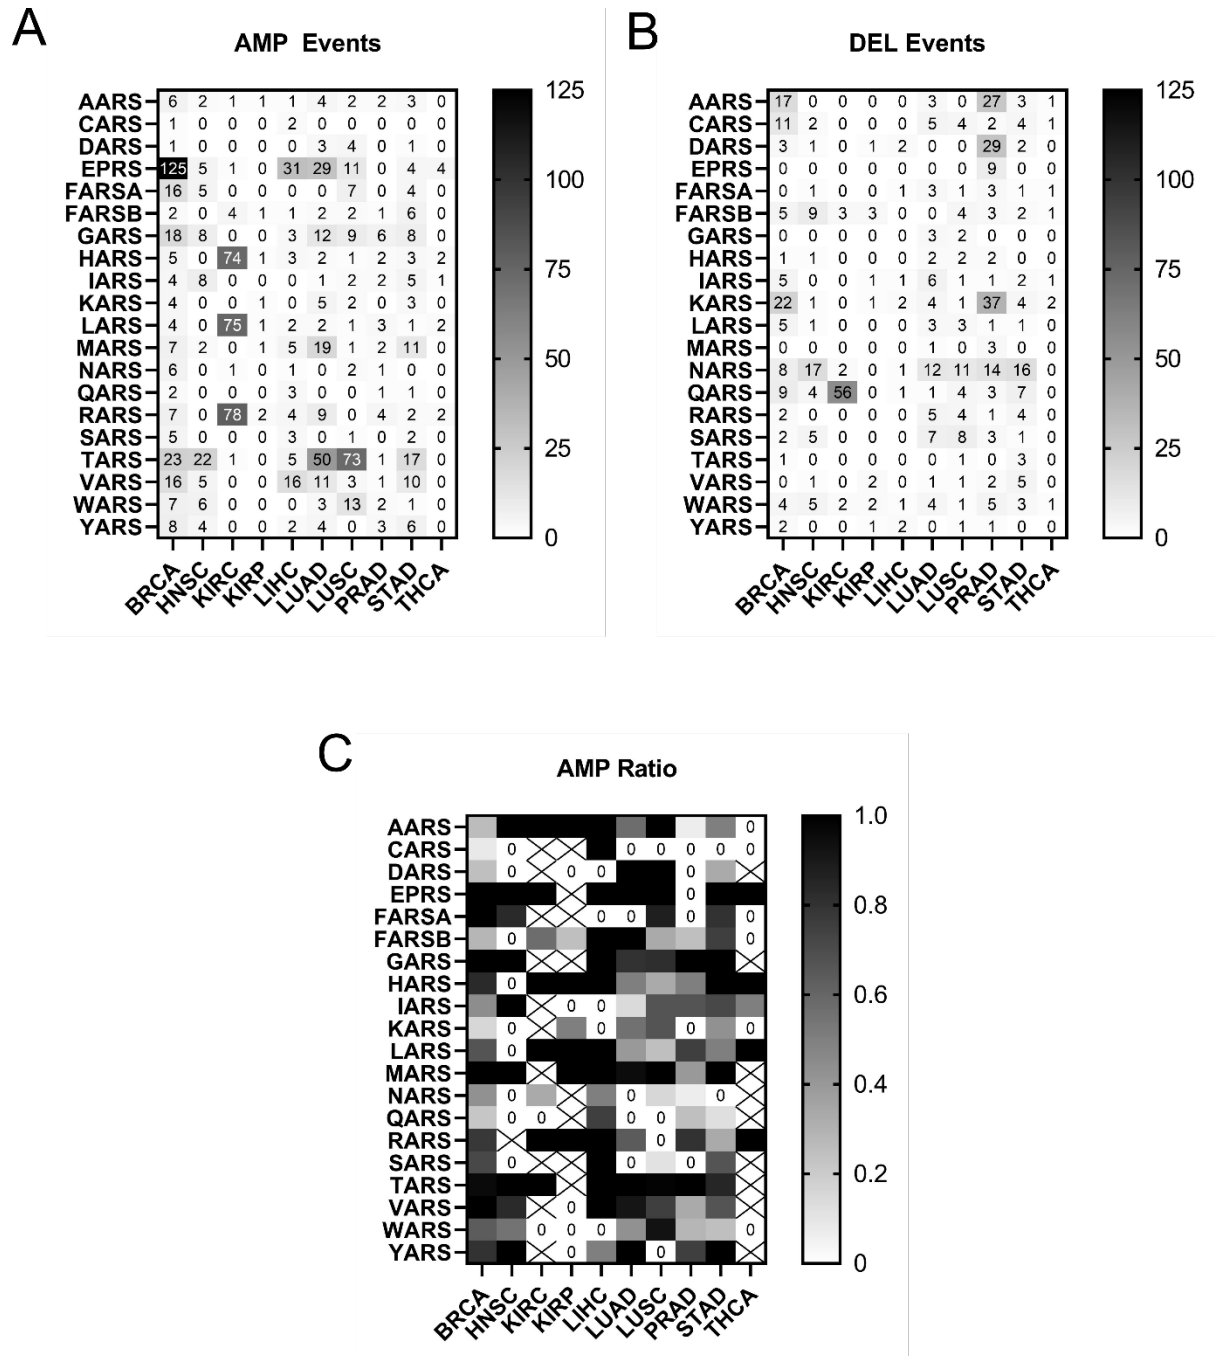 A
AMP Events
AARS 6 2 1 1 1 4 2 2 3 0
CARS 1 0 0 0 2 0 0 0 0 0
DARS 1 0 0 0 0 3 4 0 1 0
EPRS 125 5 1 0 31 29 11 0 4 4
FARSA 16 5 0 0 0 0 7 0 4 0
FARSB 2 0 4 1 1 2 2 1 6 0
GARS 18 8 0 0 3 12 9 6 8 0
HARS 5 0 74 1 3 2 1 2 3 2
IARS 4 8 0 0 0 1 2 2 5 1
KARS 4 0 0 1 0 5 2 0 3 0
LARS 4 0 75 1 2 2 1 3 1 2
MARS 7 2 0 1 5 19 1 2 11 0
NARS 6 0 1 0 1 0 2 1 0 0
QARS 2 0 0 0 3 0 0 1 1 0
RARS 7 0 78 2 4 9 0 4 2 2
SARS 5 0 0 0 3 0 1 0 2 0
TARS 23 22 1 0 5 50 73 1 17 0
VARS 16 5 0 0 16 11 3 1 10 0
WARS 7 6 0 0 0 3 13 2 1 0
YARS 8 4 0 0 2 4 0 3 6 0
BRCA HNSC KIRC KIRP LIHC LUAD LUSC PRAD STAD THCA
125
100
75
50
25
0
B
DEL Events
AARS 17 0 0 0 0 3 0 27 3 1
CARS 11 2 0 0 0 5 4 2 4 1
DARS 3 1 0 1 2 0 0 29 2 0
EPRS 0 0 0 0 0 0 0 9 0 0
FARSA 0 1 0 0 1 3 1 3 1 1
FARSB 5 9 3 3 0 0 4 3 2 1
GARS 0 0 0 0 0 3 2 0 0 0
HARS 1 1 0 0 0 2 2 2 0 0
IARS 5 0 0 1 1 6 1 1 2 1
KARS 22 1 0 1 2 4 1 37 4 2
LARS 5 1 0 0 0 3 3 1 1 0
MARS 0 0 0 0 0 1 0 3 0 0
NARS 8 17 2 0 1 12 11 14 16 0
QARS 9 4 56 0 1 1 4 3 7 0
RARS 2 0 0 0 0 5 4 1 4 0
SARS 2 5 0 0 0 7 8 3 1 0
TARS 1 0 0 0 0 0 1 0 3 0
VARS 0 1 0 2 0 1 1 2 5 0
WARS 4 5 2 2 1 4 1 5 3 1
YARS 2 0 0 1 2 0 1 1 0 0
BRCA HNSC KIRC KIRP LIHC LUAD LUSC PRAD STAD THCA
125
100
75
50
25
0
C
AMP Ratio
AARS 0
CARS 0 0 0 0 0 0
DARS 0 0 0 0
EPRS 0
FARSA 0 0 0 0
FARSB 0 0
GARS
HARS 0
IARS 0 0
KARS 0 0 0 0
LARS 0
MARS
NARS 0 0 0
QARS 0 0 0 0
RARS 0
SARS 0 0 0
TARS
VARS 0
WARS 0 0 0 0
YARS 0 0
BRCA HNSC KIRC KIRP LIHC LUAD LUSC PRAD STAD THCA
1.0
0.8
0.6
0.4
0.2
0